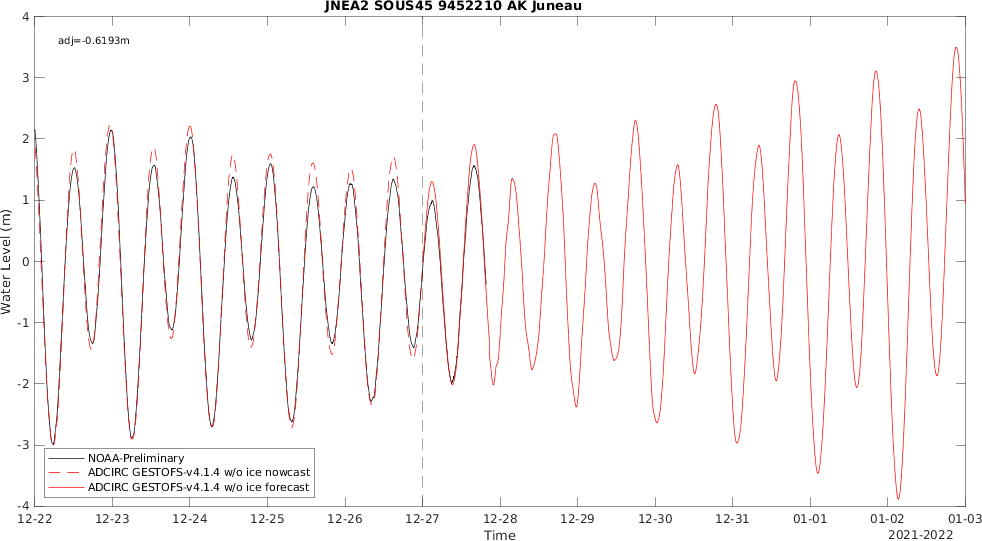 JNEA2 SOUS45 9452210 AK Juneau
4
adj=-0.6193m
3
2
1
0
-1
-2
-3
-4
Water Level (m)
NOAA-Preliminary
ADCIRC GESTOFS-v4.1.4 w/o ice nowcast
ADCIRC GESTOFS-v4.1.4 w/o ice forecast
12-22 12-23 12-24 12-25 12-26 12-27 12-28 12-29 12-30 12-31 01-01 01-02 01-03
Time
2021-2022